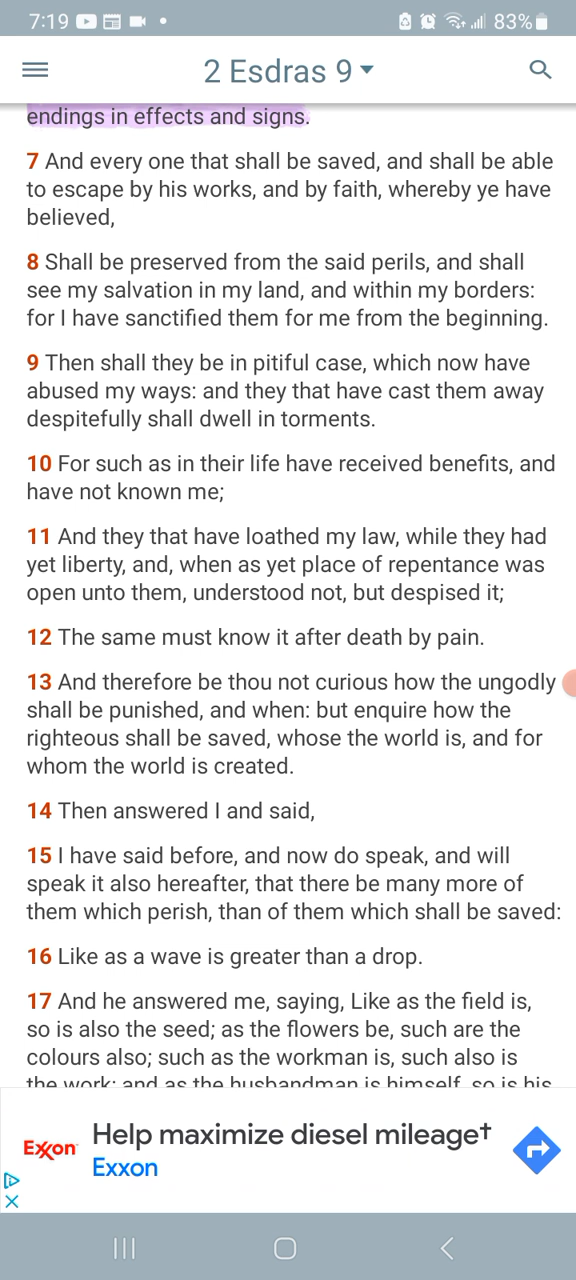 7:19
83%
2 Esdras 9
endings in effects and signs.
7 And every one that shall be saved, and shall be able
to escape by his works, and by faith, whereby ye have
believed,
8 Shall be preserved from the said perils, and shall
see my salvation in my land, and within my borders:
for I have sanctified them for me from the beginning.
9 Then shall they be in pitiful case, which now have
abused my ways: and they that have cast them away
despitefully shall dwell in torments.
10 For such as in their life have received benefits, and
have not known me;
11 And they that have loathed my law, while they had
yet liberty, and, when as yet place of repentance was
open unto them, understood not, but despised it;
12 The same must know it after death by pain.
13 And therefore be thou not curious how the ungodly
shall be punished, and when: but enquire how the
righteous shall be saved, whose the world is, and for
whom the world is created.
14 Then answered I and said,
15 I have said before, and now do speak, and will
speak it also hereafter, that there be many more of
them which perish, than of them which shall be saved:
16 Like as a wave is greater than a drop.
17 And he answered me, saying, Like as the field is,
so is also the seed; as the flowers be, such are the
colours also; such as the workman is, such also is
the work: and as the husbandman is himself, so is his
Exxon
Help maximize diesel mileage†
Exxon